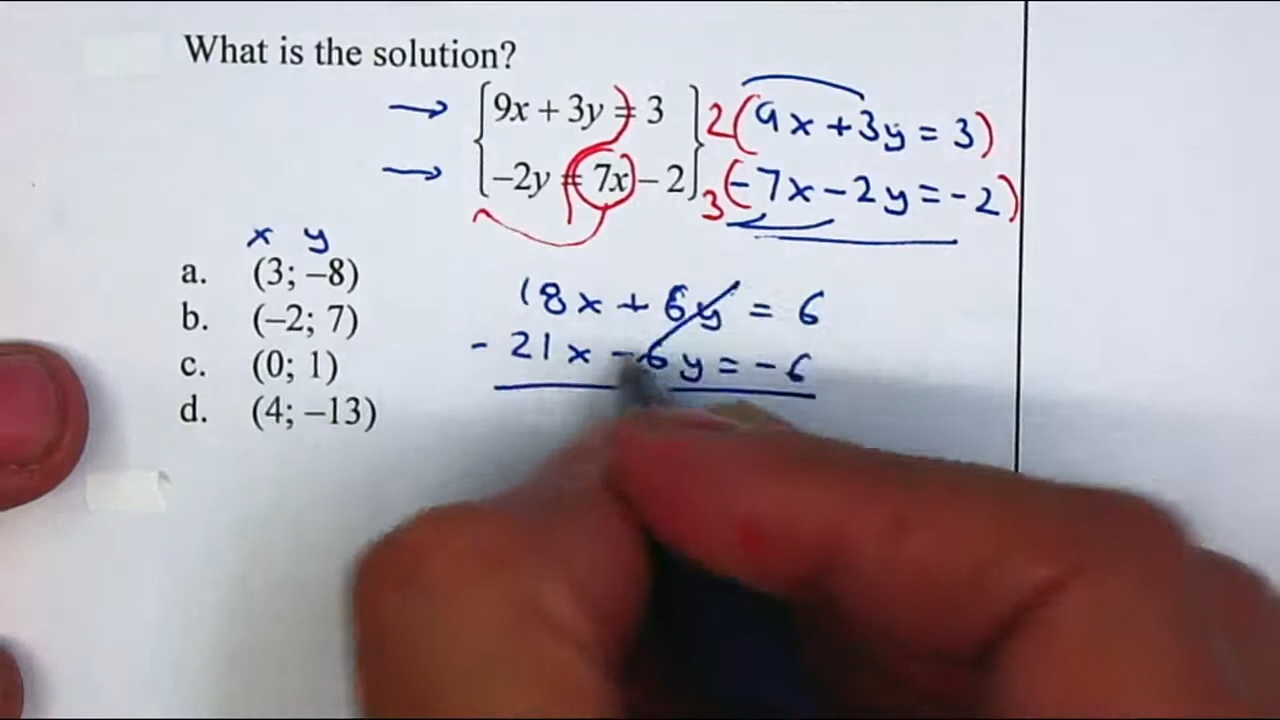 What is the solution?
9x + 3y = 3
2(9x + 3y = 3)
-2y = 7x - 2
3(-7x - 2y = -2)
x y
a. (3; -8)
b. (-2; 7)
c. (0; 1)
d. (4; -13)
18x + 6y = 6
- 21x - 6y = -6